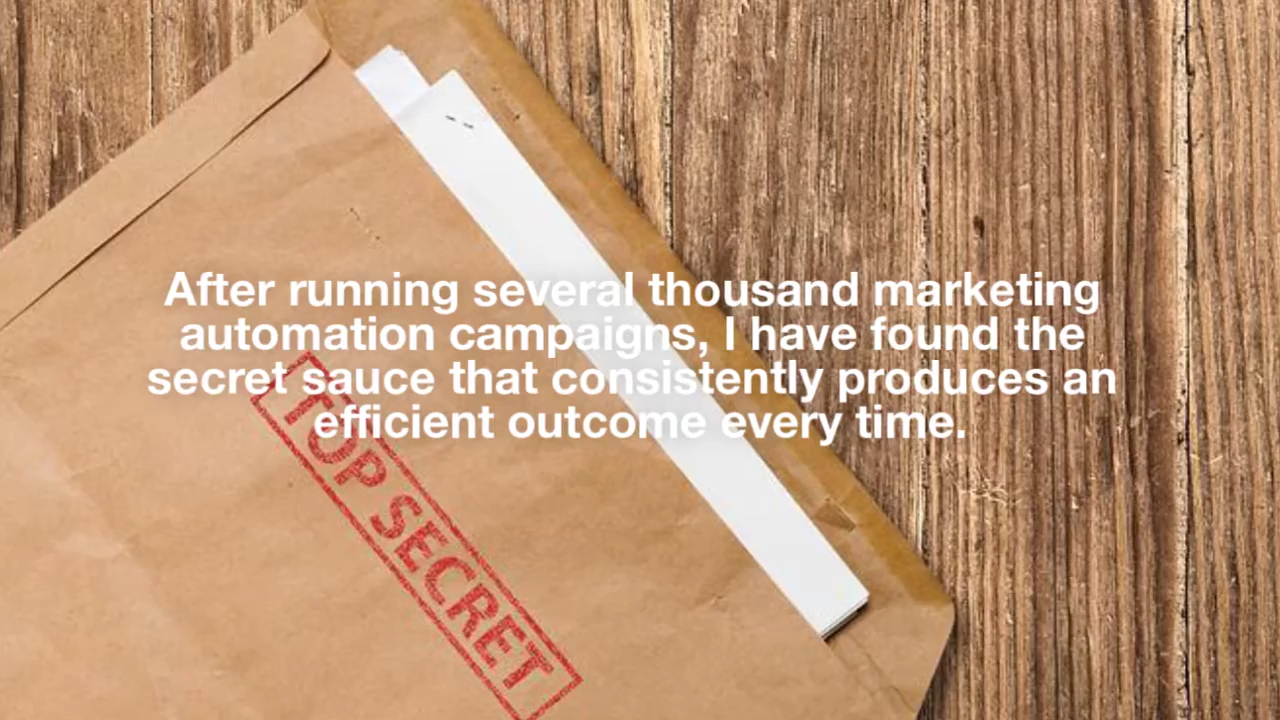 After running several thousand marketing
automation campaigns, I have found the
secret sauce that consistently produces an
efficient outcome every time.
TOP SECRET